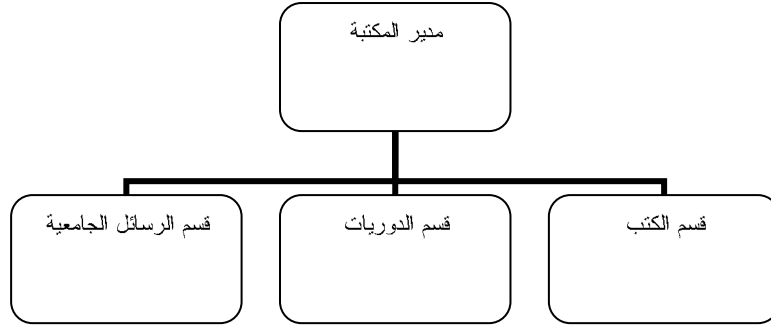 مدير المكتبة
قسم الكتب
قسم الدوريات
قسم الرسائل الجامعية